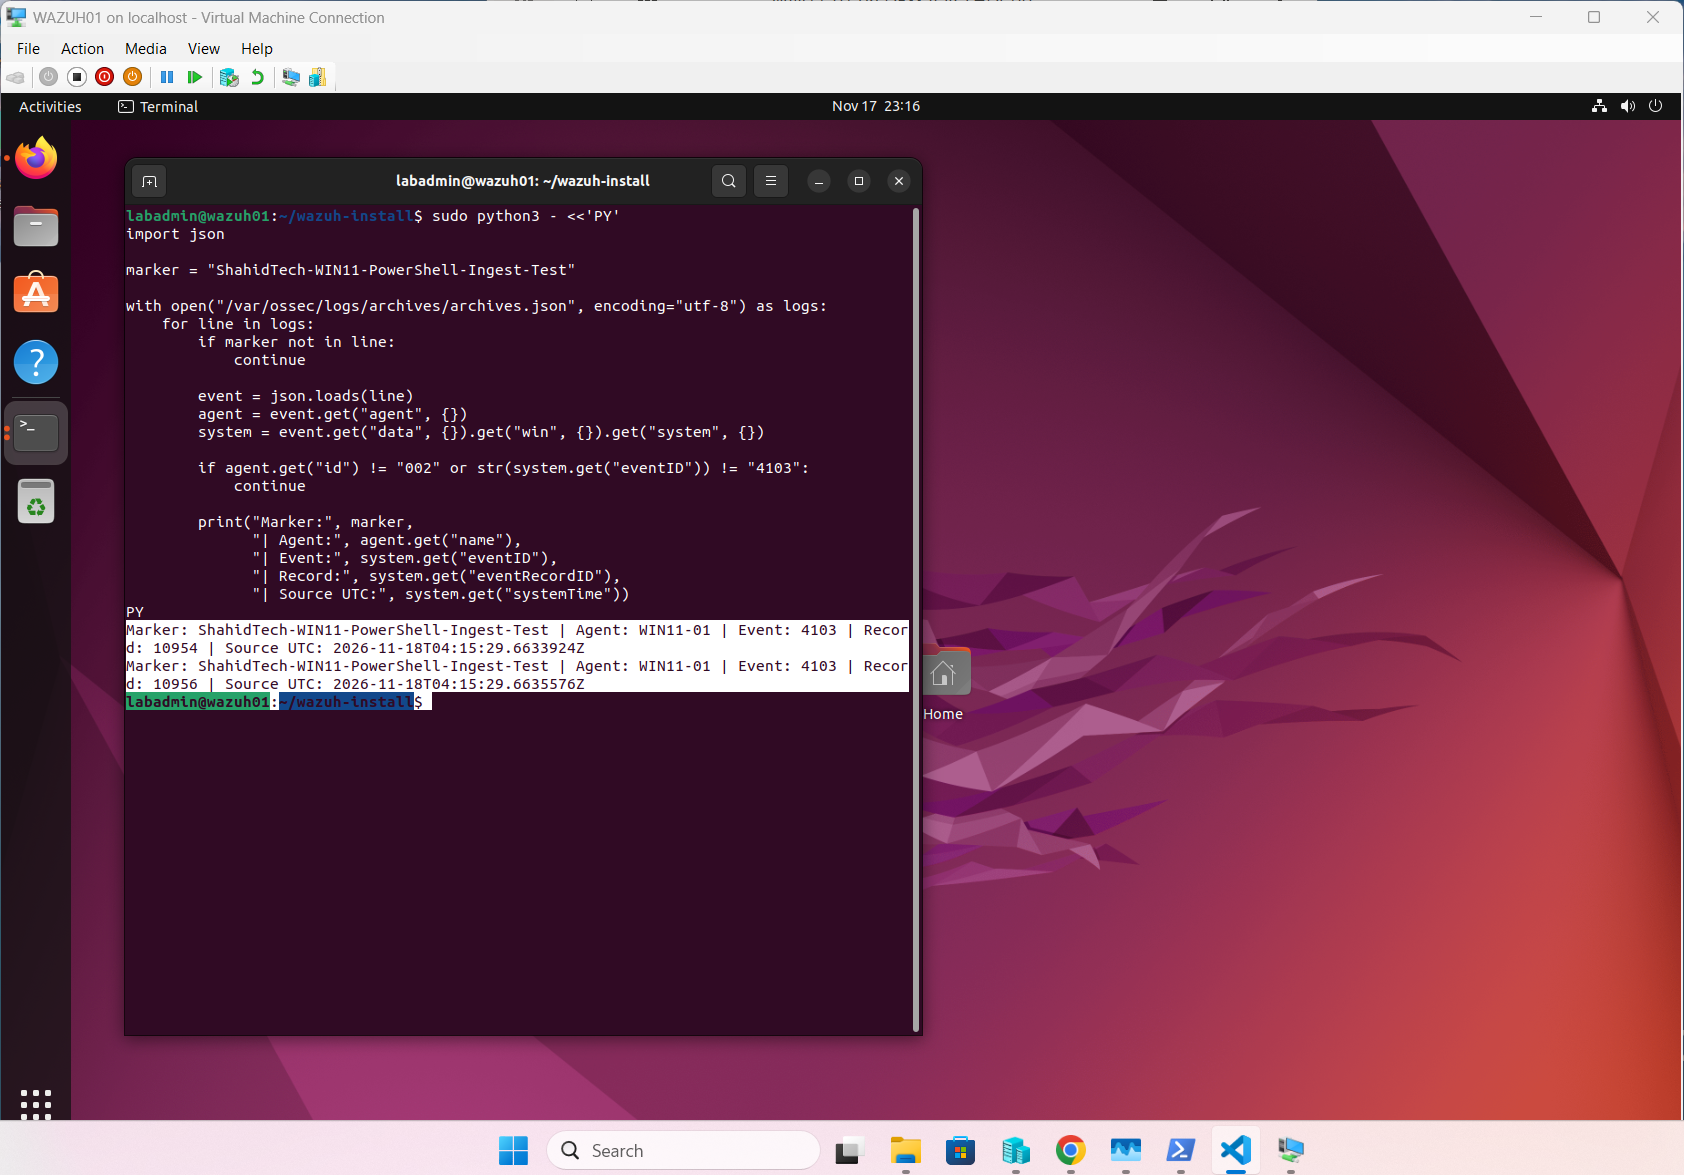 WAZUH01 on localhost - Virtual Machine Connection
File Action Media View Help
Activities Terminal Nov 17 23:16
labadmin@wazuh01: ~/wazuh-install
labadmin@wazuh01:~/wazuh-install$ sudo python3 - <<'PY'
import json
marker = "ShahidTech-WIN11-PowerShell-Ingest-Test"
with open("/var/ossec/logs/archives/archives.json", encoding="utf-8") as logs:
    for line in logs:
        if marker not in line:
            continue
        event = json.loads(line)
        agent = event.get("agent", {})
        system = event.get("data", {}).get("win", {}).get("system", {})
        if agent.get("id") != "002" or str(system.get("eventID")) != "4103":
            continue
        print("Marker:", marker,
              "| Agent:", agent.get("name"),
              "| Event:", system.get("eventID"),
              "| Record:", system.get("eventRecordID"),
              "| Source UTC:", system.get("systemTime"))
PY
Marker: ShahidTech-WIN11-PowerShell-Ingest-Test | Agent: WIN11-01 | Event: 4103 | Recor
d: 10954 | Source UTC: 2026-11-18T04:15:29.6633924Z
Marker: ShahidTech-WIN11-PowerShell-Ingest-Test | Agent: WIN11-01 | Event: 4103 | Recor
d: 10956 | Source UTC: 2026-11-18T04:15:29.6635576Z
labadmin@wazuh01:~/wazuh-install$
Home
Search